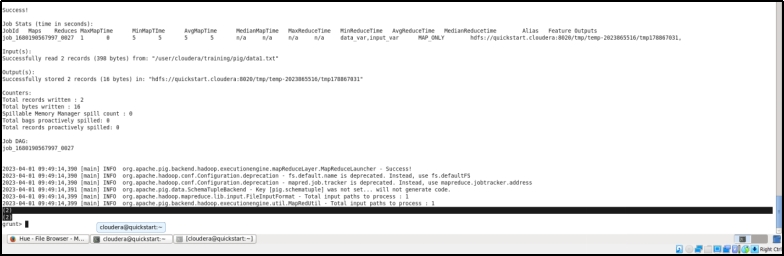 Success!
Job Stats (time in seconds):
JobId Maps Reduces MaxMapTime MinMapTIme AvgMapTime MedianMapTime MaxReduceTime MinReduceTime AvgReduceTime MedianReducetime Alias Feature Outputs
job_1680190567997_0027 1 0 5 5 5 5 n/a n/a n/a n/a data_var,input_var MAP_ONLY hdfs://quickstart.cloudera:8020/tmp/temp-2023865516/tmp178867031,
Input(s):
Successfully read 2 records (398 bytes) from: "/user/cloudera/training/pig/data1.txt"
Output(s):
Successfully stored 2 records (16 bytes) in: "hdfs://quickstart.cloudera:8020/tmp/temp-2023865516/tmp178867031"
Counters:
Total records written : 2
Total bytes written : 16
Spillable Memory Manager spill count : 0
Total bags proactively spilled: 0
Total records proactively spilled: 0
Job DAG:
job_1680190567997_0027
2023-04-01 09:49:14,390 [main] INFO org.apache.pig.backend.hadoop.executionengine.mapReduceLayer.MapReduceLauncher - Success!
2023-04-01 09:49:14,390 [main] INFO org.apache.hadoop.conf.Configuration.deprecation - fs.default.name is deprecated. Instead, use fs.defaultFS
2023-04-01 09:49:14,390 [main] INFO org.apache.hadoop.conf.Configuration.deprecation - mapred.job.tracker is deprecated. Instead, use mapreduce.jobtracker.address
2023-04-01 09:49:14,391 [main] INFO org.apache.pig.data.SchemaTupleBackend - Key [pig.schematuple] was not set... will not generate code.
2023-04-01 09:49:14,399 [main] INFO org.apache.hadoop.mapreduce.lib.input.FileInputFormat - Total input paths to process : 1
2023-04-01 09:49:14,399 [main] INFO org.apache.pig.backend.hadoop.executionengine.util.MapRedUtil - Total input paths to process : 1
(2)
(2)
grunt>
cloudera@quickstart:~
Hue - File Browser - M...
cloudera@quickstart:~
[cloudera@quickstart:~]
Right Ctrl